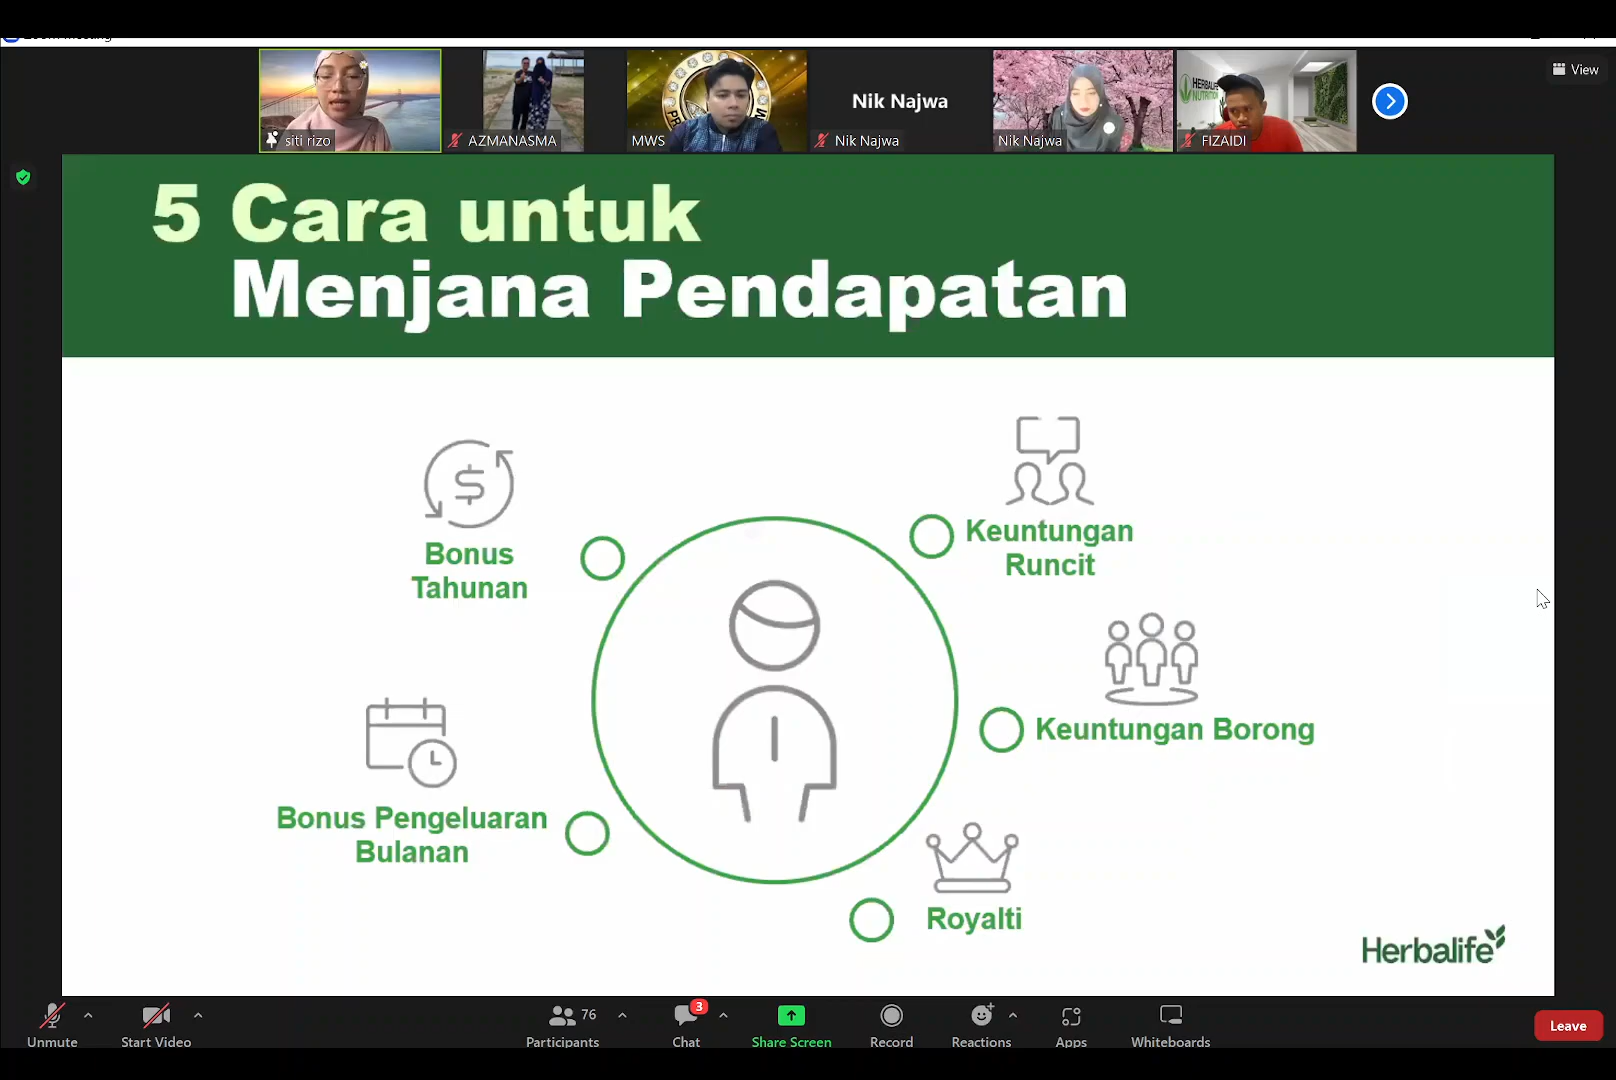 View
siti rizo
AZMANASMA
MWS
Nik Najwa
Nik Najwa
Nik Najwa
HERBALIFE
NUTRITION
FIZAIDI
5 Cara untuk
Menjana Pendapatan
Bonus
Tahunan
Keuntungan
Runcit
Keuntungan Borong
Bonus Pengeluaran
Bulanan
Royalti
Herbalife
Unmute
Start Video
76
Participants
3
Chat
Share Screen
Record
Reactions
Apps
Whiteboards
Leave